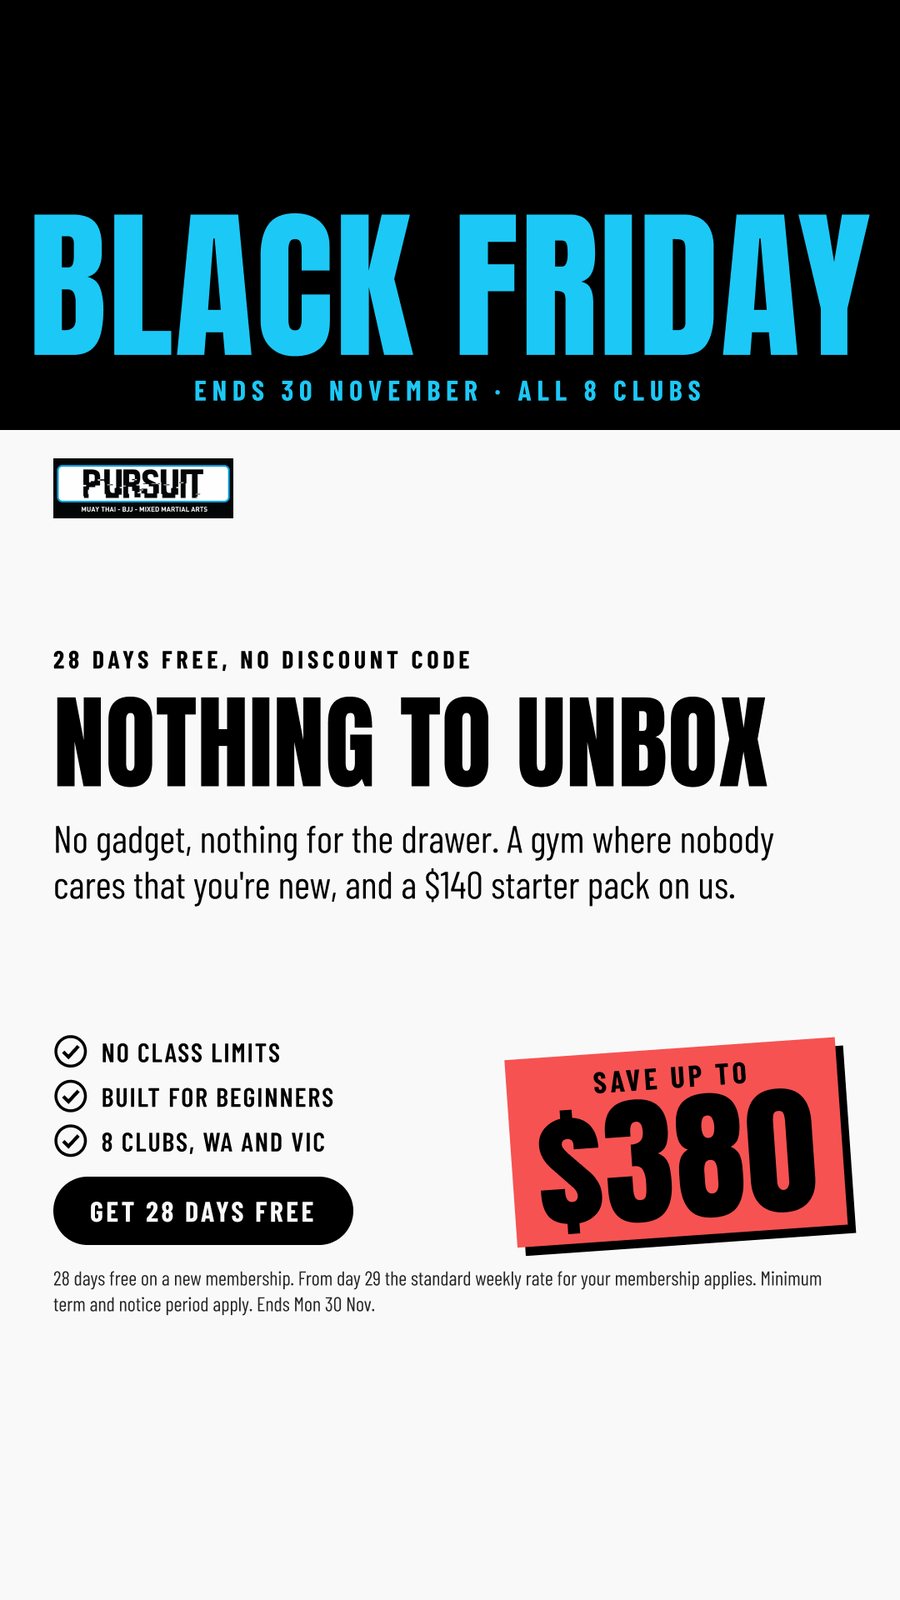 BLACK FRIDAY
ENDS 30 NOVEMBER · ALL 8 CLUBS
PURSUIT
MUAY THAI - BJJ - MIXED MARTIAL ARTS
28 DAYS FREE, NO DISCOUNT CODE
NOTHING TO UNBOX
No gadget, nothing for the drawer. A gym where nobody
cares that you're new, and a $140 starter pack on us.
NO CLASS LIMITS
BUILT FOR BEGINNERS
8 CLUBS, WA AND VIC
GET 28 DAYS FREE
SAVE UP TO
$380
28 days free on a new membership. From day 29 the standard weekly rate for your membership applies. Minimum
term and notice period apply. Ends Mon 30 Nov.